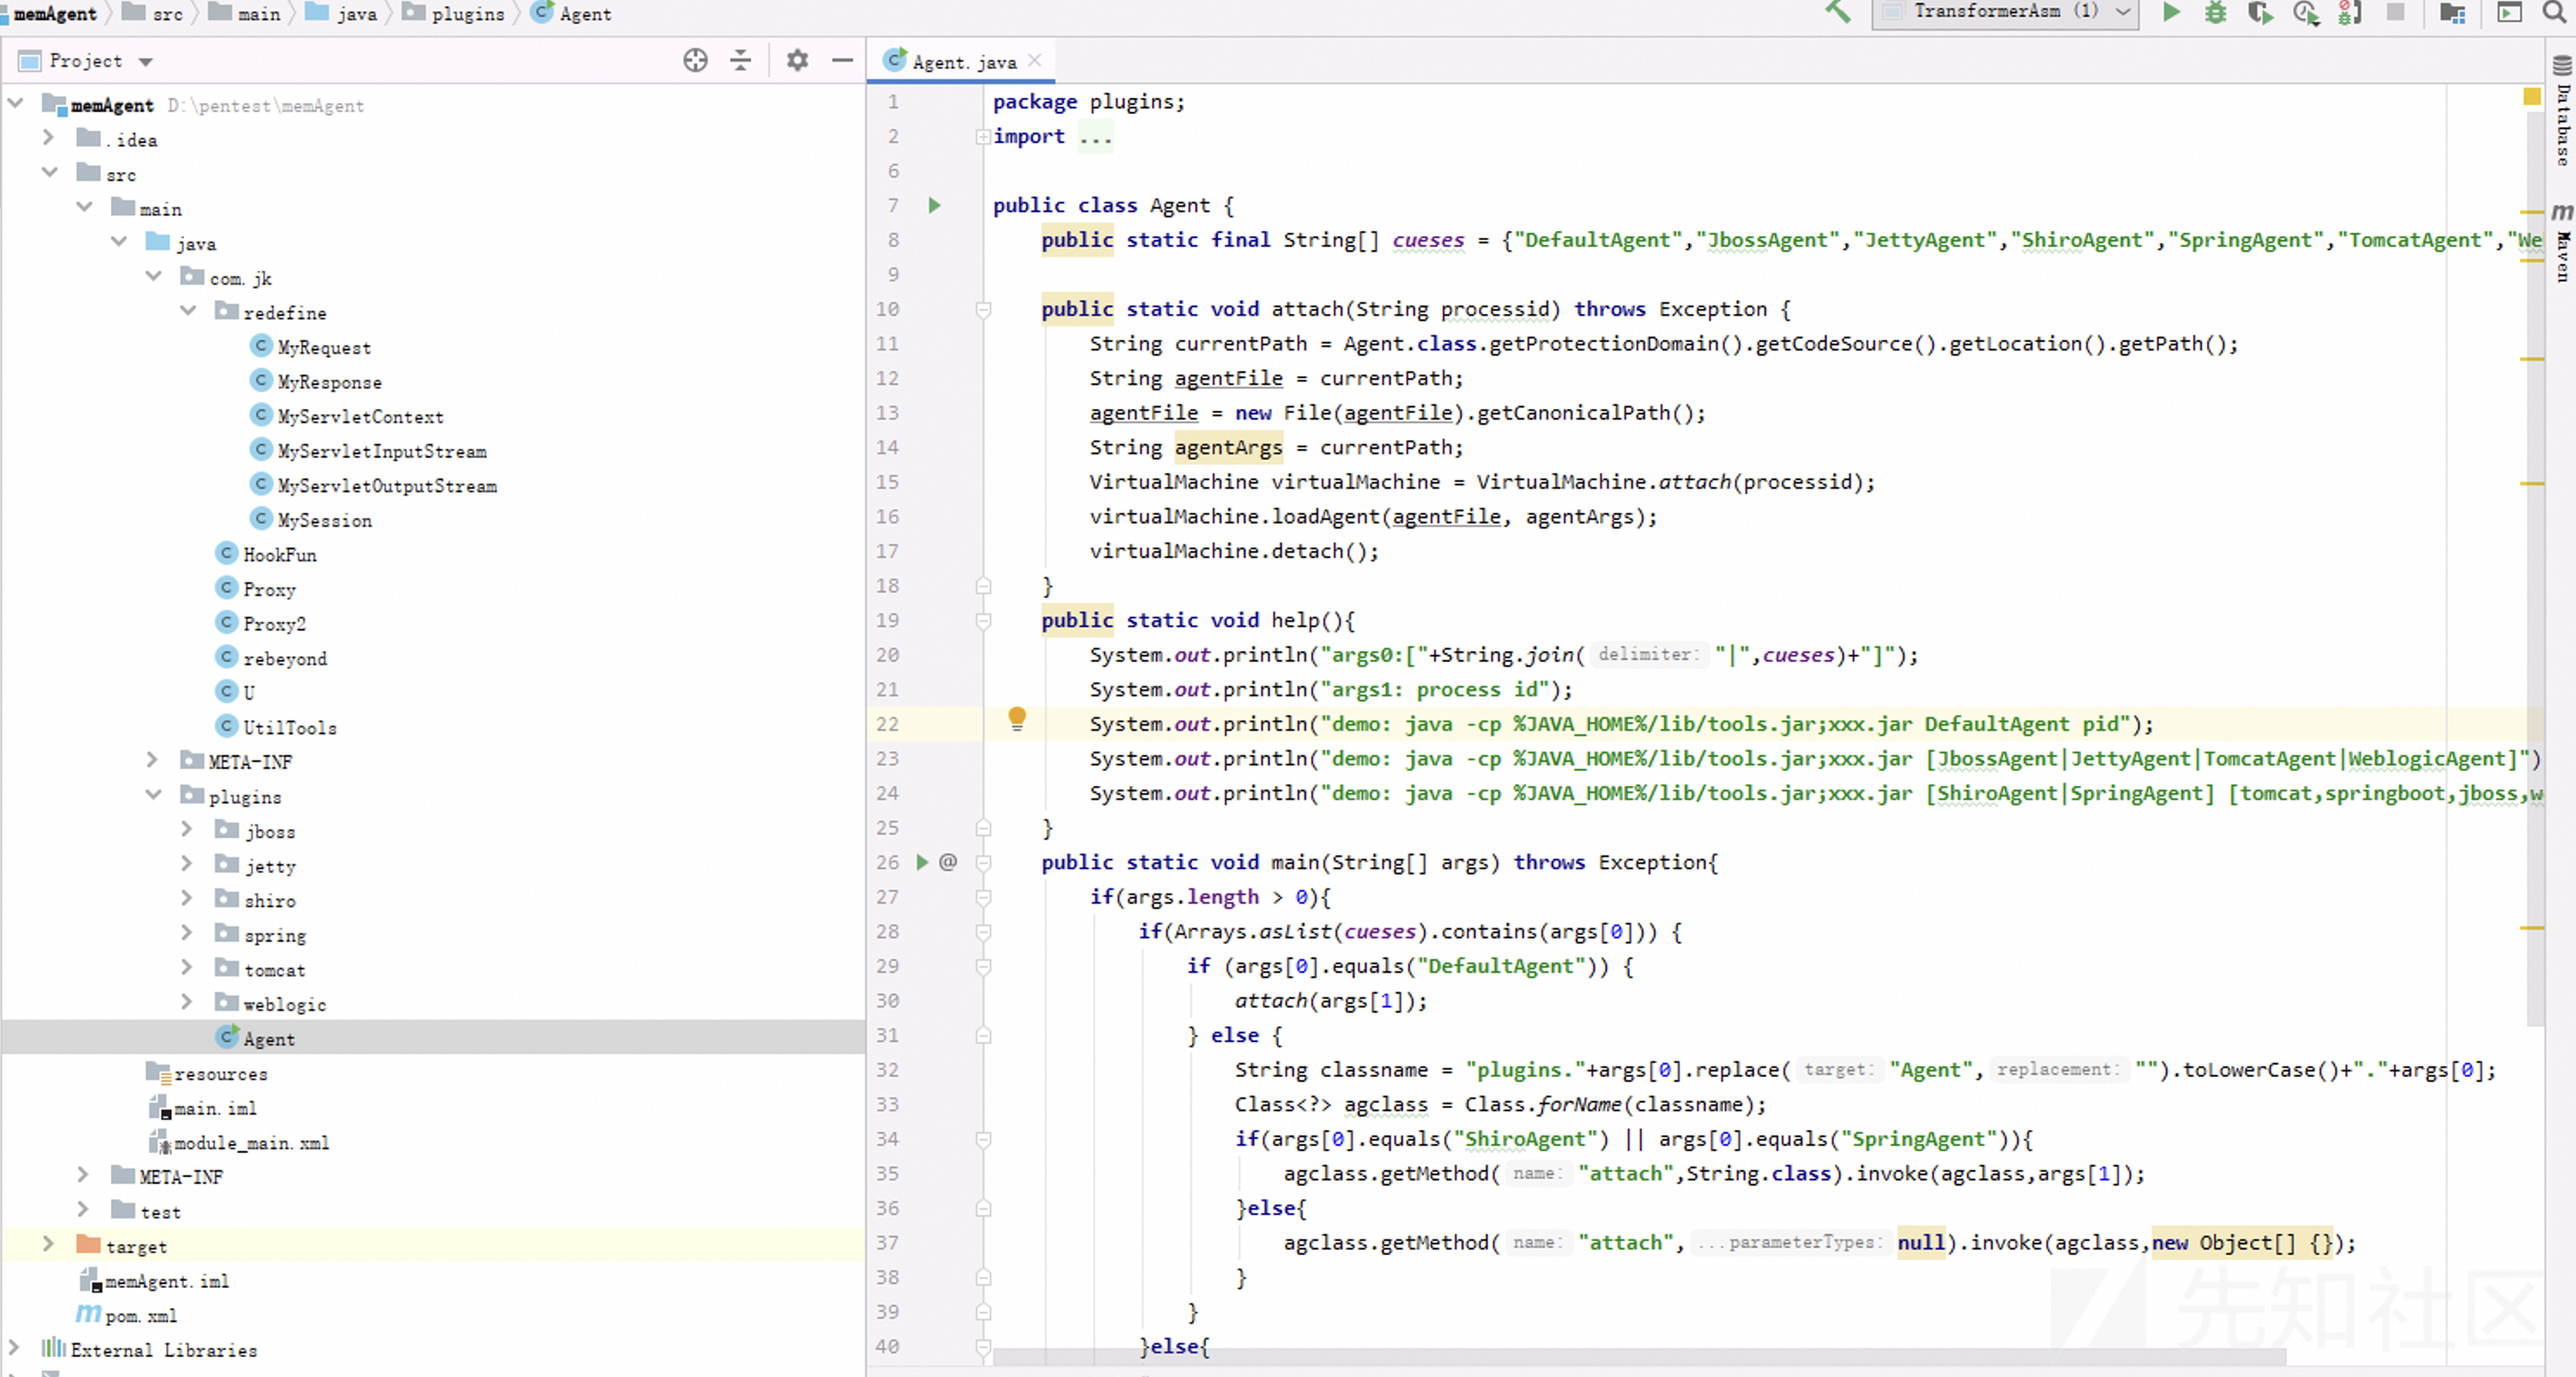 memAgent src main java plugins Agent
TransformerAsm (1)
Project
Agent.java
memAgent D:\pentest\memAgent
.idea
src
main
java
com.jk
redefine
MyRequest
MyResponse
MyServletContext
MyServletInputStream
MyServletOutputStream
MySession
HookFun
Proxy
Proxy2
rebeyond
U
UtilTools
META-INF
plugins
jboss
jetty
shiro
spring
tomcat
weblogic
Agent
resources
main.iml
module_main.xml
META-INF
test
target
memAgent.iml
pom.xml
External Libraries
1 package plugins;
2 import ...
6
7 public class Agent {
8 public static final String[] cueses = {"DefaultAgent","JbossAgent","JettyAgent","ShiroAgent","SpringAgent","TomcatAgent","We
9
10 public static void attach(String processid) throws Exception {
11 String currentPath = Agent.class.getProtectionDomain().getCodeSource().getLocation().getPath();
12 String agentFile = currentPath;
13 agentFile = new File(agentFile).getCanonicalPath();
14 String agentArgs = currentPath;
15 VirtualMachine virtualMachine = VirtualMachine.attach(processid);
16 virtualMachine.loadAgent(agentFile, agentArgs);
17 virtualMachine.detach();
18 }
19 public static void help(){
20 System.out.println("args0:["+String.join( delimiter: "|",cueses)+"]");
21 System.out.println("args1: process id");
22 System.out.println("demo: java -cp %JAVA_HOME%/lib/tools.jar;xxx.jar DefaultAgent pid");
23 System.out.println("demo: java -cp %JAVA_HOME%/lib/tools.jar;xxx.jar [JbossAgent|JettyAgent|TomcatAgent|WeblogicAgent]")
24 System.out.println("demo: java -cp %JAVA_HOME%/lib/tools.jar;xxx.jar [ShiroAgent|SpringAgent] [tomcat,springboot,jboss,w
25 }
26 @ public static void main(String[] args) throws Exception{
27 if(args.length > 0){
28 if(Arrays.asList(cueses).contains(args[0])) {
29 if (args[0].equals("DefaultAgent")) {
30 attach(args[1]);
31 } else {
32 String classname = "plugins."+args[0].replace( target: "Agent", replacement: "").toLowerCase()+"."+args[0];
33 Class<?> agclass = Class.forName(classname);
34 if(args[0].equals("ShiroAgent") || args[0].equals("SpringAgent")){
35 agclass.getMethod( name: "attach",String.class).invoke(agclass,args[1]);
36 }else{
37 agclass.getMethod( name: "attach", ...parameterTypes: null).invoke(agclass,new Object[] {});
38 }
39 }
40 }else{
Database
Maven
先知社区